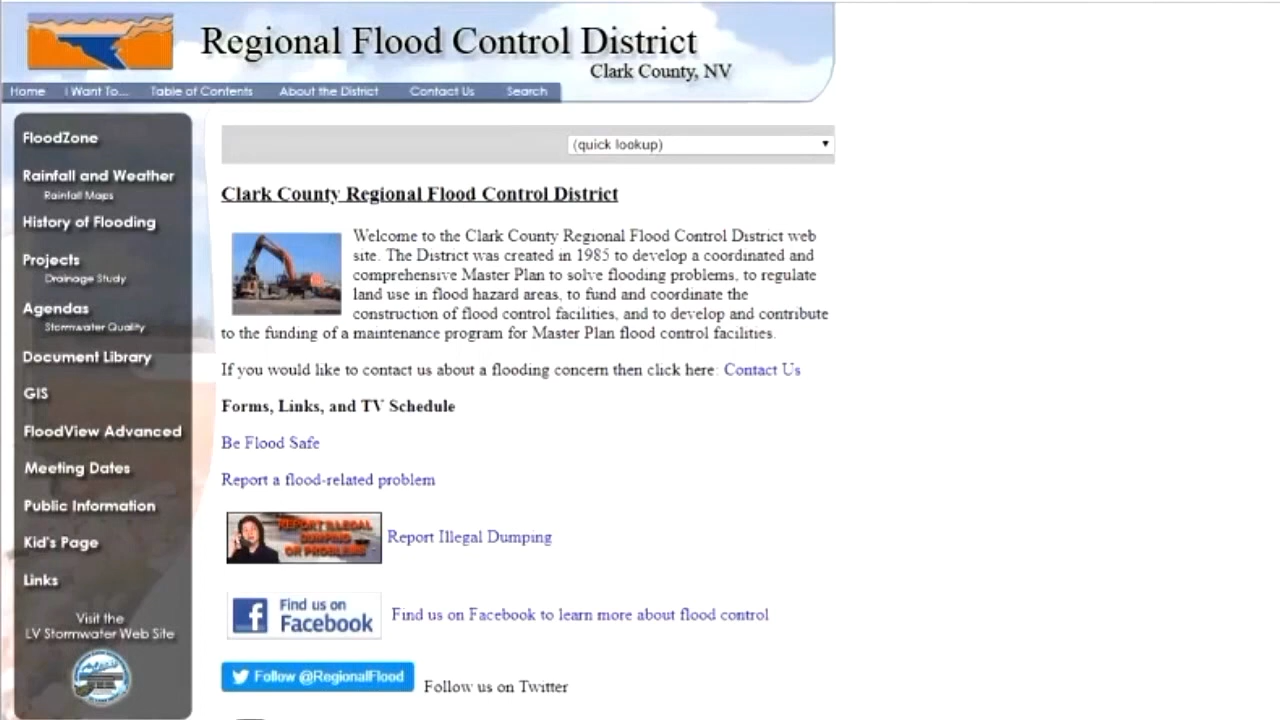 Regional Flood Control District
Clark County, NV
Home I Want To... Table of Contents About the District Contact Us Search
FloodZone
Rainfall and Weather
Rainfall Maps
History of Flooding
Projects
Drainage Study
Agendas
Stormwater Quality
Document Library
GIS
FloodView Advanced
Meeting Dates
Public Information
Kid's Page
Links
Visit the
LV Stormwater Web Site
(quick lookup)
Clark County Regional Flood Control District
Welcome to the Clark County Regional Flood Control District web
site. The District was created in 1985 to develop a coordinated and
comprehensive Master Plan to solve flooding problems, to regulate
land use in flood hazard areas, to fund and coordinate the
construction of flood control facilities, and to develop and contribute
to the funding of a maintenance program for Master Plan flood control facilities.
If you would like to contact us about a flooding concern then click here: Contact Us
Forms, Links, and TV Schedule
Be Flood Safe
Report a flood-related problem
REPORT ILLEGAL
DUMPING
OR PROBLEMS
Report Illegal Dumping
Find us on
Facebook
Find us on Facebook to learn more about flood control
Follow @RegionalFlood
Follow us on Twitter